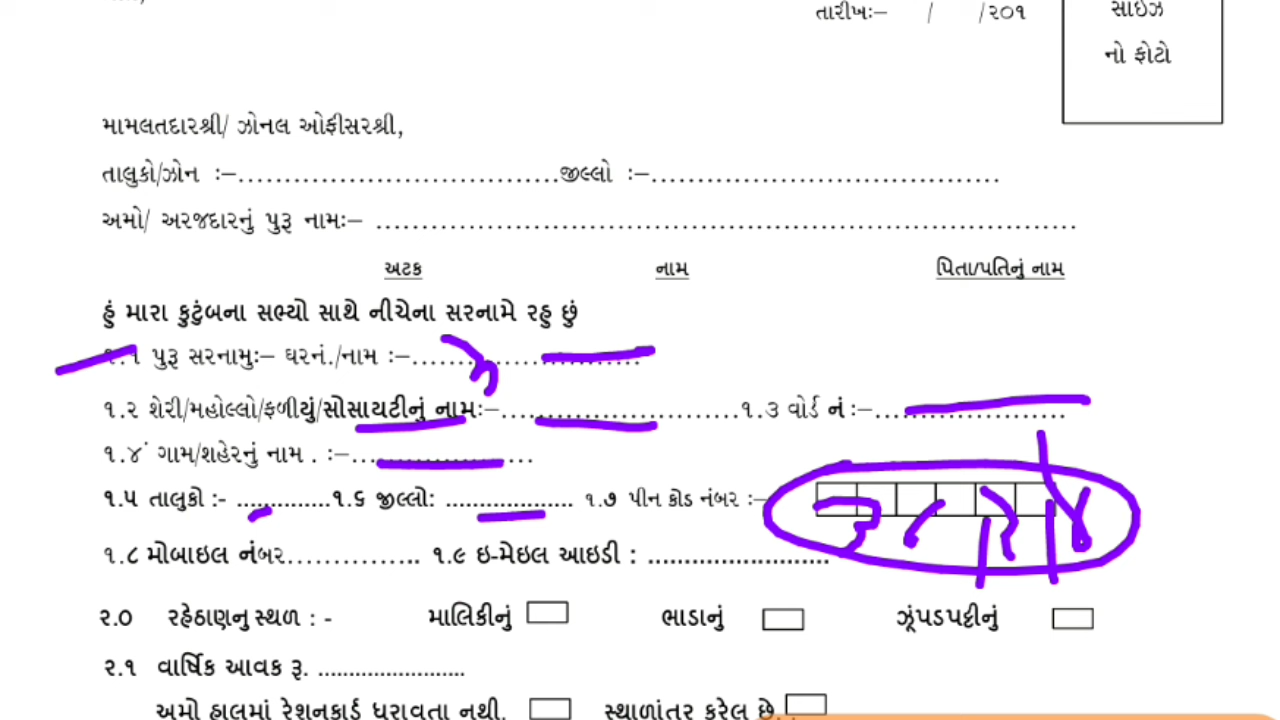 તારીખઃ– / /૨૦૧
સાઈઝ
નો ફોટો
મામલતદારશ્રી/ ઝોનલ ઓફીસરશ્રી,
તાલુકો/ઝોન ઃ–...................................જીલ્લો ઃ–......................................
અમો/ અરજદારનું પુરૂ નામઃ– ............................................................................
અટક નામ પિતા/પતિનું નામ
હું મારા કુટુંબના સભ્યો સાથે નીચેના સરનામે રહુ છું
૧.૧ પુરૂ સરનામુઃ– ઘરનં./નામ ઃ–.........................
૧.૨ શેરી/મહોલ્લો/ફળીયું/સોસાયટીનું નામઃ–..........................૧.૩ વોર્ડ નં ઃ–.....................
૧.૪ ગામ/શહેરનું નામ . ઃ–....................
૧.૫ તાલુકો :- ..............૧.૬ જીલ્લો: ................... ૧.૭ પીન કોડ નંબર ઃ–
૧.૮ મોબાઇલ નંબર............... ૧.૯ ઇ-મેઇલ આઇડી : ..........................
૨.૦ રહેઠાણનુ સ્થળ : - માલિકીનું ભાડાનું ઝૂંપડપટ્ટીનું
૨.૧ વાર્ષિક આવક રૂ. ........................
અમો હાલમાં રેશનકાર્ડ ધરાવતા નથી. સ્થાળાંતર કરેલ છે.